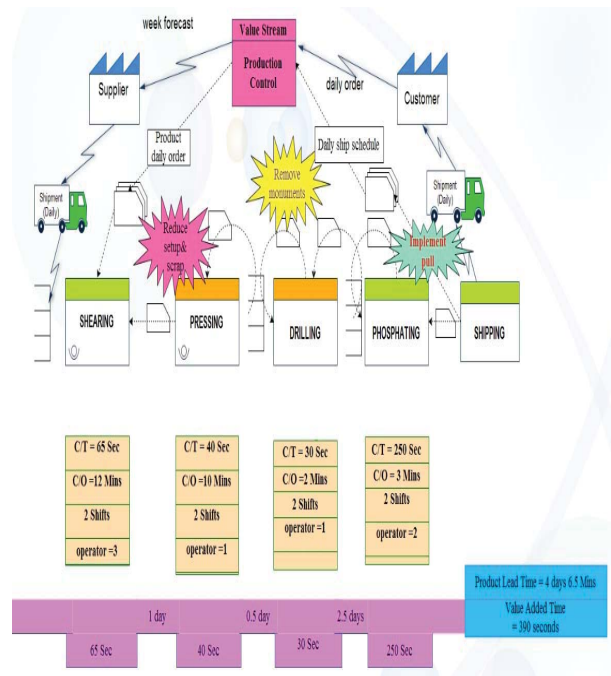 week forecast
Value Stream
Production
Control
Supplier
daily order
Customer
Product
daily order
Daily ship schedule
Shipment
(Daily)
Remove
monuments
Shipment
(Daily)
Reduce
setup&
scrap
Implement
pull
SHEARING
PRESSING
DRILLING
PHOSPHATING
SHIPPING
C/T = 65 Sec
C/O =12 Mins
2 Shifts
operator =3
C/T = 40 Sec
C/O =10 Mins
2 Shifts
operator =1
C/T = 30 Sec
C/O =2 Mins
2 Shifts
operator =1
C/T = 250 Sec
C/O = 3 Mins
2 Shifts
operator =2
Product Lead Time = 4 days 6.5 Mins
Value Added Time
= 390 seconds
1 day
0.5 day
2.5 days
65 Sec
40 Sec
30 Sec
250 Sec